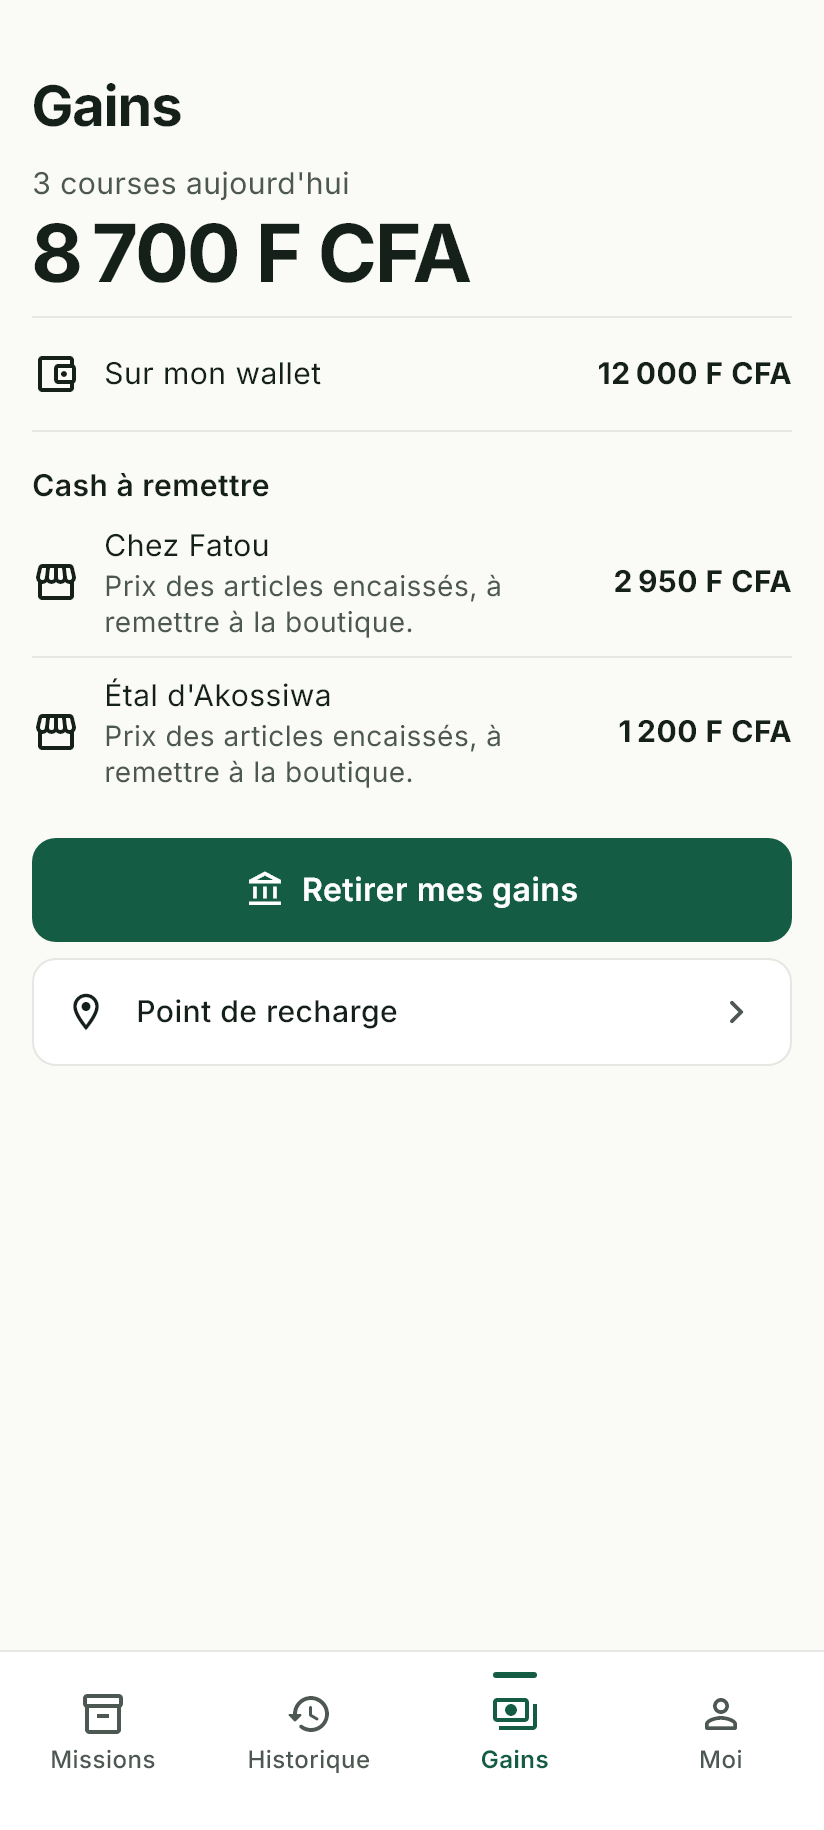 Gains
3 courses aujourd'hui
8 700 F CFA
Sur mon wallet
12 000 F CFA
Cash à remettre
Chez Fatou
Prix des articles encaissés, à
remettre à la boutique.
2 950 F CFA
Étal d'Akossiwa
Prix des articles encaissés, à
remettre à la boutique.
1 200 F CFA
Retirer mes gains
Point de recharge
Missions
Historique
Gains
Moi